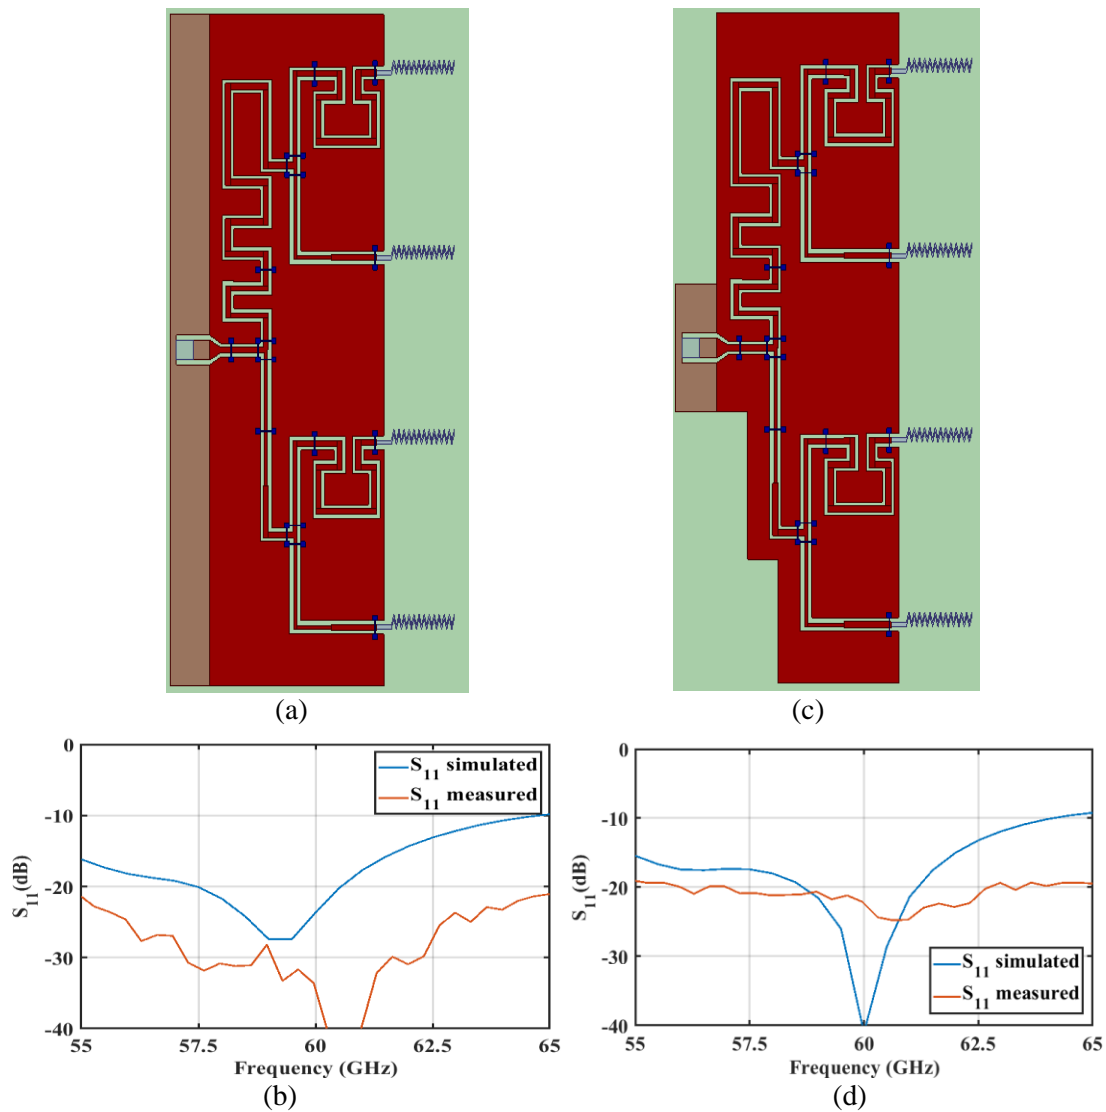 (a)
(c)
0
-10
-20
-30
-40
S11(dB)
S11 simulated
S11 measured
55
57.5
60
62.5
65
Frequency (GHz)
(b)
0
-10
-20
-30
-40
S11(dB)
S11 simulated
S11 measured
55
57.5
60
62.5
65
Frequency (GHz)
(d)